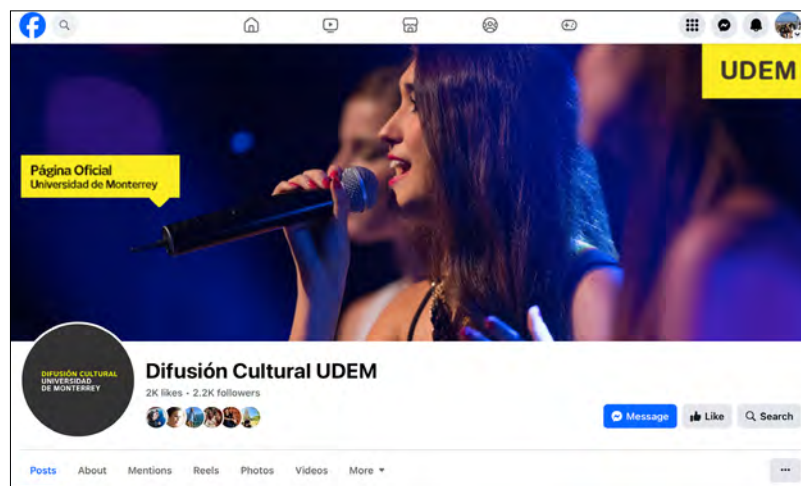 UDEM
Página Oficial
Universidad de Monterrey
DIFUSIÓN CULTURAL
UNIVERSIDAD
DE MONTERREY
Difusión Cultural UDEM
2K likes • 2.2K followers
Message Like Search
Posts About Mentions Reels Photos Videos More